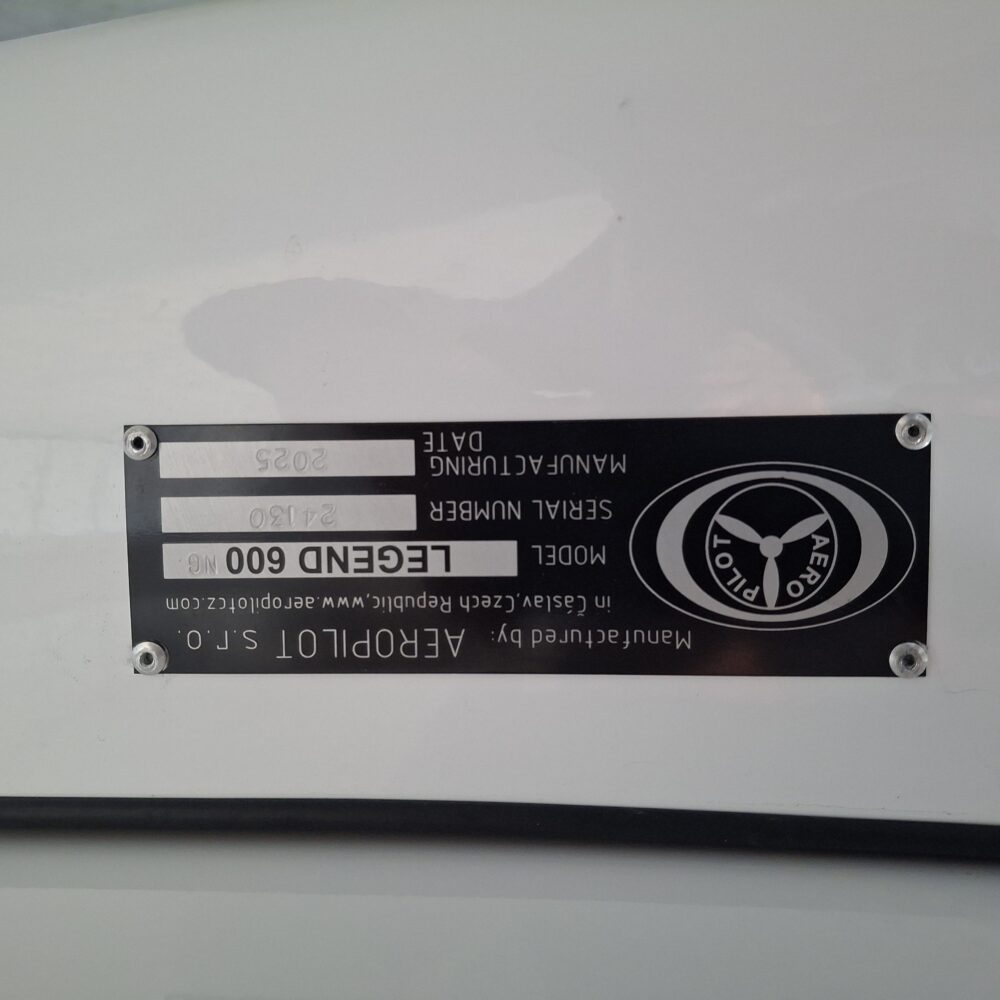 AERO
PILOT
Manufactured by: AEROPILOT s.r.o.
in Čáslav,Czech Republic,www.aeropilotcz.com
MODEL LEGEND 600 NG
SERIAL NUMBER 24130
MANUFACTURING
DATE 2025